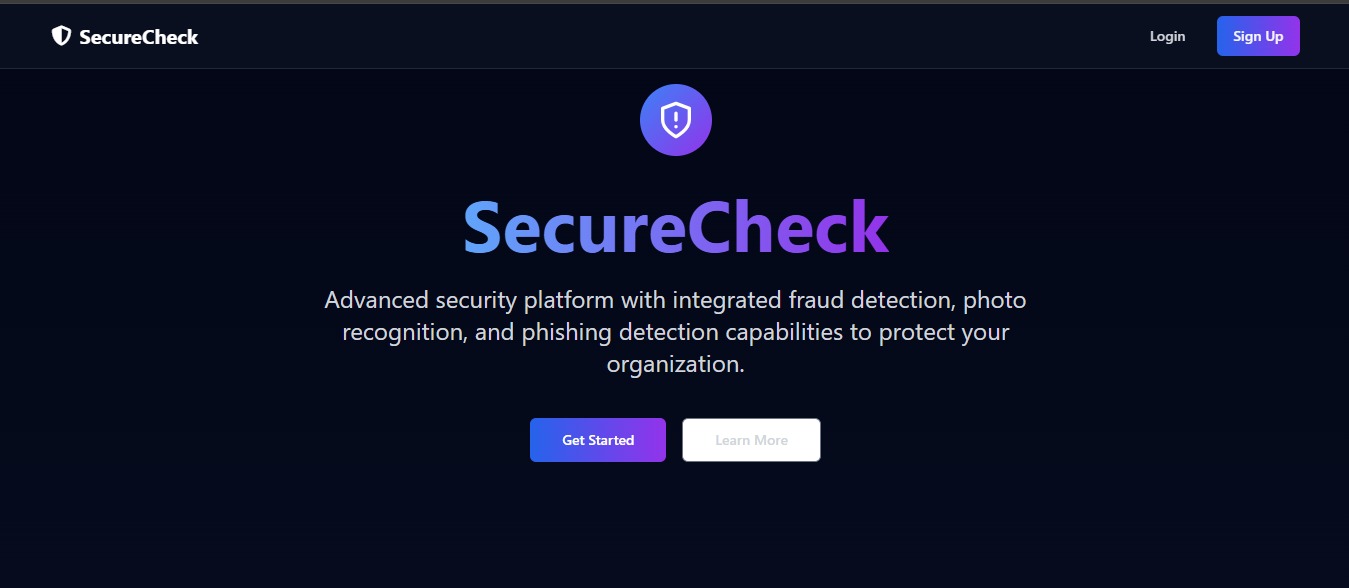 SecureCheck
Login
Sign Up
SecureCheck
Advanced security platform with integrated fraud detection, photo
recognition, and phishing detection capabilities to protect your
organization.
Get Started
Learn More